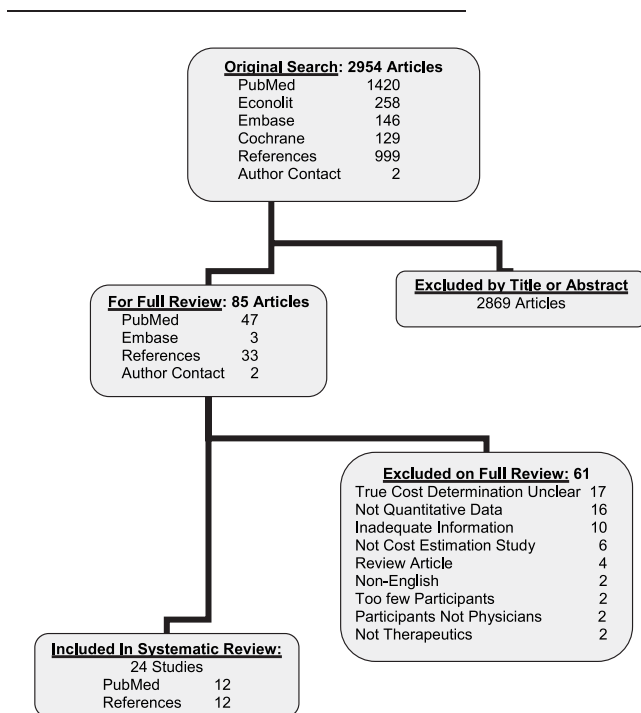 Original Search: 2954 Articles
PubMed 1420
Econolit 258
Embase 146
Cochrane 129
References 999
Author Contact 2
For Full Review: 85 Articles
PubMed 47
Embase 3
References 33
Author Contact 2
Excluded by Title or Abstract
2869 Articles
Excluded on Full Review: 61
True Cost Determination Unclear 17
Not Quantitative Data 16
Inadequate Information 10
Not Cost Estimation Study 6
Review Article 4
Non-English 2
Too few Participants 2
Participants Not Physicians 2
Not Therapeutics 2
Included In Systematic Review:
24 Studies
PubMed 12
References 12